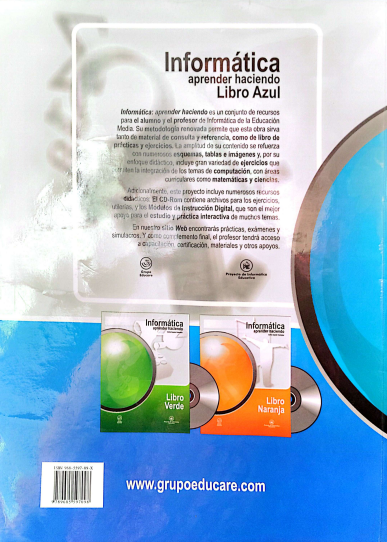 Informática
aprender haciendo
Libro Azul
Informática: aprender haciendo es un conjunto de recursos
para el alumno y el profesor de Informática de la Educación
Media. Su metodología renovada permite que esta obra sirva
tanto de material de consulta y referencia, como de libro de
prácticas y ejercicios. La amplitud de su contenido se refuerza
con numerosos esquemas, tablas e imágenes y, por su
enfoque didáctico, incluye gran variedad de ejercicios que
permiten la integración de los temas de computación, con áreas
curriculares como matemáticas y ciencias.
Adicionalmente, este proyecto incluye numerosos recursos
didácticos: El CD-Rom contiene archivos para los ejercicios,
y los Módulos de Instrucción Digital, que son el mejor
apoyo para el estudio y práctica interactiva de muchos temas.
En nuestro sitio Web encontrarás prácticas, exámenes y
simulacros. Y como complemento final, el profesor tendrá acceso
a capacitación, certificación, materiales y otros apoyos.
Grupo
Educare
Proyecto de Informática
Educativa
Informática
aprender haciendo
Libro
Verde
Informática
aprender haciendo
Libro
Naranja
www.grupoeducare.com